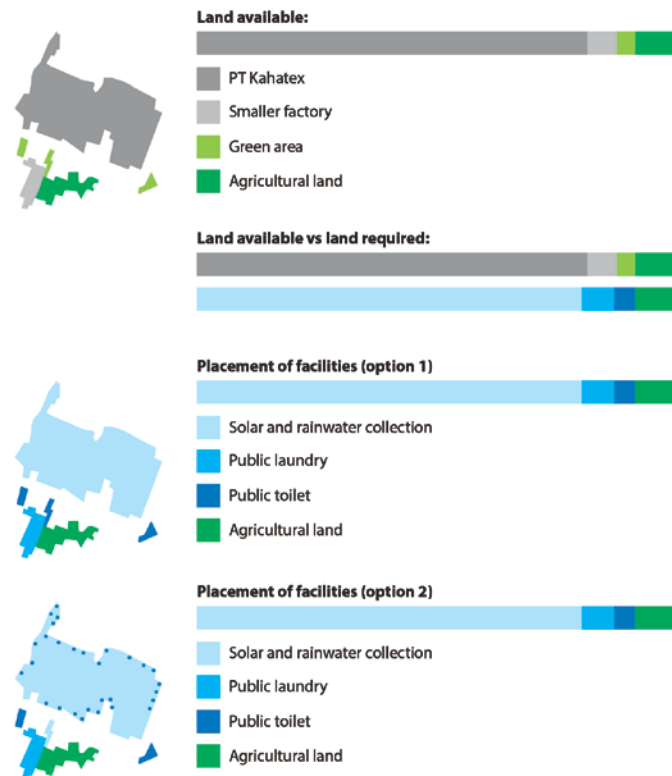 Land available:
PT Kahatex
Smaller factory
Green area
Agricultural land
Land available vs land required:
Placement of facilities (option 1)
Solar and rainwater collection
Public laundry
Public toilet
Agricultural land
Placement of facilities (option 2)
Solar and rainwater collection
Public laundry
Public toilet
Agricultural land